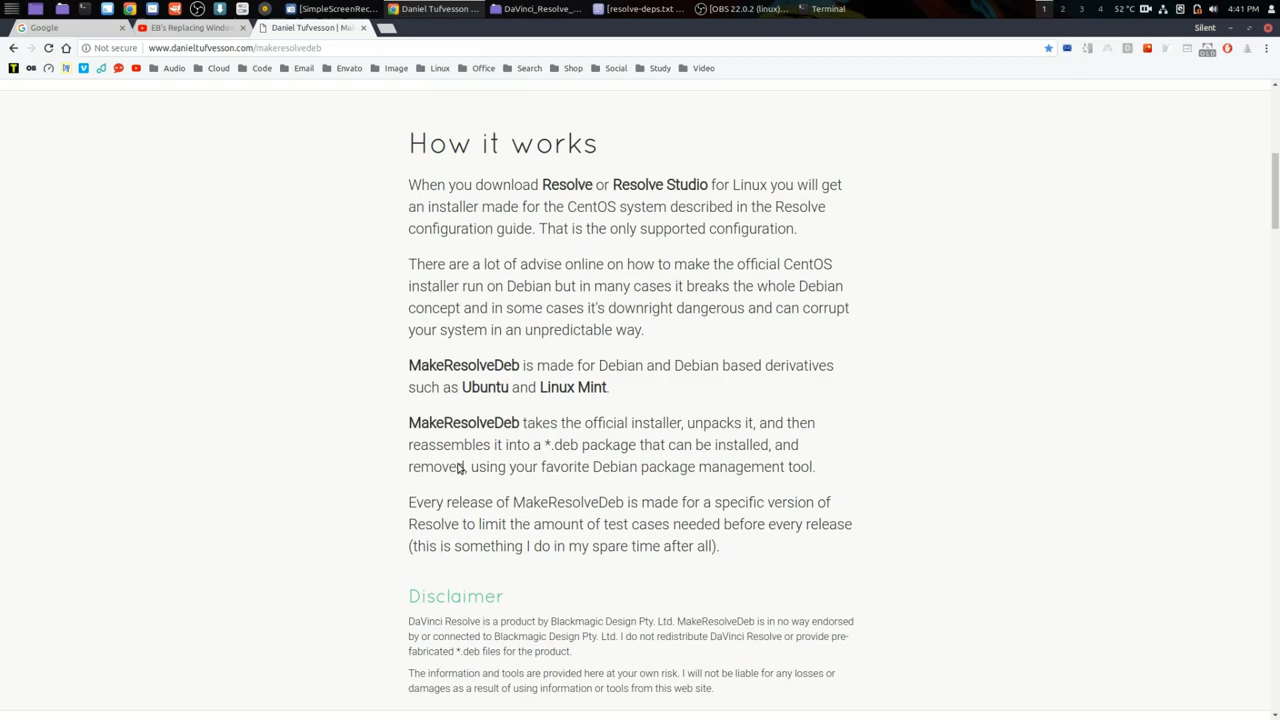 [SimpleScreenRec...
Daniel Tufvesson ...
DaVinci_Resolve_...
[resolve-deps.txt ...
[OBS 22.0.2 (linux)...
Terminal
1 2 3 4 52°C 4:41 PM
Google
EB's Replacing Window
Daniel Tufvesson | Ma
Silent
Not secure | www.danieltufvesson.com/makeresolvedeb
Audio Cloud Code Email Envato Image Linux Office Search Shop Social Study Video
How it works
When you download Resolve or Resolve Studio for Linux you will get
an installer made for the CentOS system described in the Resolve
configuration guide. That is the only supported configuration.
There are a lot of advise online on how to make the official CentOS
installer run on Debian but in many cases it breaks the whole Debian
concept and in some cases it's downright dangerous and can corrupt
your system in an unpredictable way.
MakeResolveDeb is made for Debian and Debian based derivatives
such as Ubuntu and Linux Mint.
MakeResolveDeb takes the official installer, unpacks it, and then
reassembles it into a *.deb package that can be installed, and
removed, using your favorite Debian package management tool.
Every release of MakeResolveDeb is made for a specific version of
Resolve to limit the amount of test cases needed before every release
(this is something I do in my spare time after all).
Disclaimer
DaVinci Resolve is a product by Blackmagic Design Pty. Ltd. MakeResolveDeb is in no way endorsed
by or connected to Blackmagic Design Pty. Ltd. I do not redistribute DaVinci Resolve or provide pre-
fabricated *.deb files for the product.
The information and tools are provided here at your own risk. I will not be liable for any losses or
damages as a result of using information or tools from this web site.